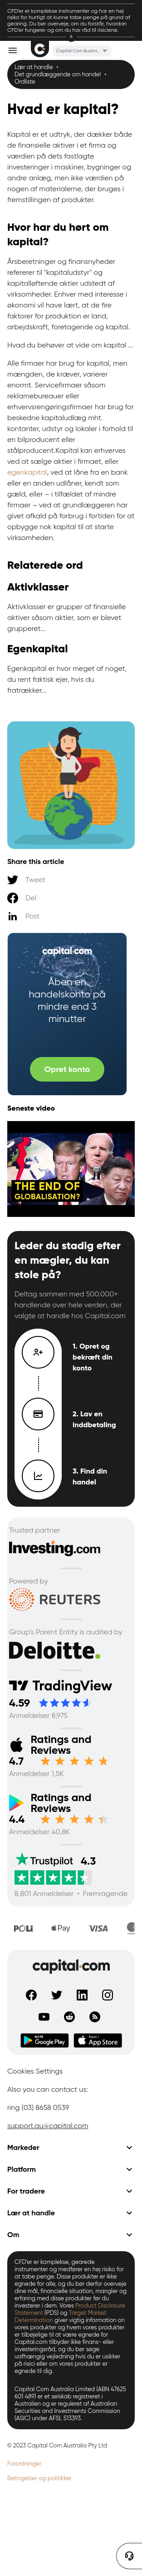 CFD'er er komplekse instrumenter og har en høj
risiko for hurtigt at kunne tabe penge på grund af
gearing. Du bør overveje, om du forstår, hvordan
CFD'er fungerer og om du har råd til riscisene.
Capital Com Austra...
Lær at handle •
Det grundlæggende om handel •
Ordliste
Hvad er kapital?
Kapital er et udtryk, der dækker både
de finansielle aktiver i et firma og
værdien på dets fastlagte
investeringer i maskiner, bygninger og
andre anlæg, men ikke værdien på
nogen af materialerne, der bruges i
fremstillingen af produkter.
Hvor har du hørt om
kapital?
Årsberetninger og finansnyheder
refererer til "kapitaludstyr" og
kapitalløftende aktier udstedt af
virksomheder. Enhver med interesse i
økonomi vil have lært, at de fire
faktorer for produktion er land,
arbejdskraft, foretagende og kapital.
Hvad du behøver at vide om kapital ...
Alle firmaer har brug for kapital, men
mængden, de kræver, varierer
enormt. Servicefirmaer såsom
reklamebureauer eller
erhvervsrengøringsfirmaer har brug for
meget lidt kapitaludlæg mht.
kontanter, udstyr og lokaler i forhold til
en bilproducent eller
stålproducent.Kapital kan erhverves
ved at sælge aktier i firmaet, eller
egenkapital, ved at låne fra en bank
eller en anden udlåner, kendt som
gæld, eller – i tilfældet af mindre
firmaer – ved at grundlæggeren har
givet afkald på forbrug i fortiden for at
opbygge nok kapital til at starte
virksomheden.
Relaterede ord
Aktivklasser
Aktivklasser er grupper af finansielle
aktiver såsom aktier, som er blevet
grupperet...
Egenkapital
Egenkapital er hvor meget af noget,
du rent faktisk ejer, hvis du
fratrækker...
Share this article
Tweet
Del
Post
capital.com
Åben en
handelskonto på
mindre end 3
minutter
Opret konto
Seneste video
THE END OF
GLOBALISATION?
Leder du stadig efter
en mægler, du kan
stole på?
Deltag sammen med 500.000+
handlende over hele verden, der
valgte at handle hos Capital.com
1. Opret og
bekræft din
konto
2. Lav en
inddbetaling
3. Find din
handel
Trusted partner
Investing.com
Powered by
REUTERS
Group's Parent Entity is audited by
Deloitte.
TradingView
4.59
Anmeldelser 8,975
Ratings and
Reviews
4.7
Anmeldelser 1,5K
Ratings and
Reviews
4.4
Anmeldelser 40,8K
Trustpilot 4.3
8,801 Anmeldelser • Fremragende
POLi
Pay
VISA
capital.com
Google Play
App Store
Cookies Settings
Also you can contact us:
ring (03) 8658 0539
support.au@capital.com
Markeder
Platform
For tradere
Lær at handle
Om
CFD'er er komplekse, gearede
instrumenter og medfører en høj risiko for
at tabe penge. Disse punkter er ikke
egnede for alle, og du bør derfor overveje
dine mål, finansielle situation, mangler og
erfaring med disse produkter før du
investerer i dem. Vores Product Disclosure
Statement (PDS) og Target Market
Determination giver vigtig information an
vores produkter og hvem vores produkter
er tilpasset til at være egnede for
Capital.com tilbyder ikke finans- eller
investeringsråd, og bør du søge
uafhængig vejledning hvis du er usikker
på risici eller om vores produkter er
egnede til dig.
Capital Com Australia Limited (ABN 47625
601 489) er et selskab registreret i
Australien og er reguleret af Australian
Securities and Investments Commission
(ASIC) under AFSL 513393.
© 2023 Capital Com Australia Pty Ltd
Forordninger
Betingelser og politikker